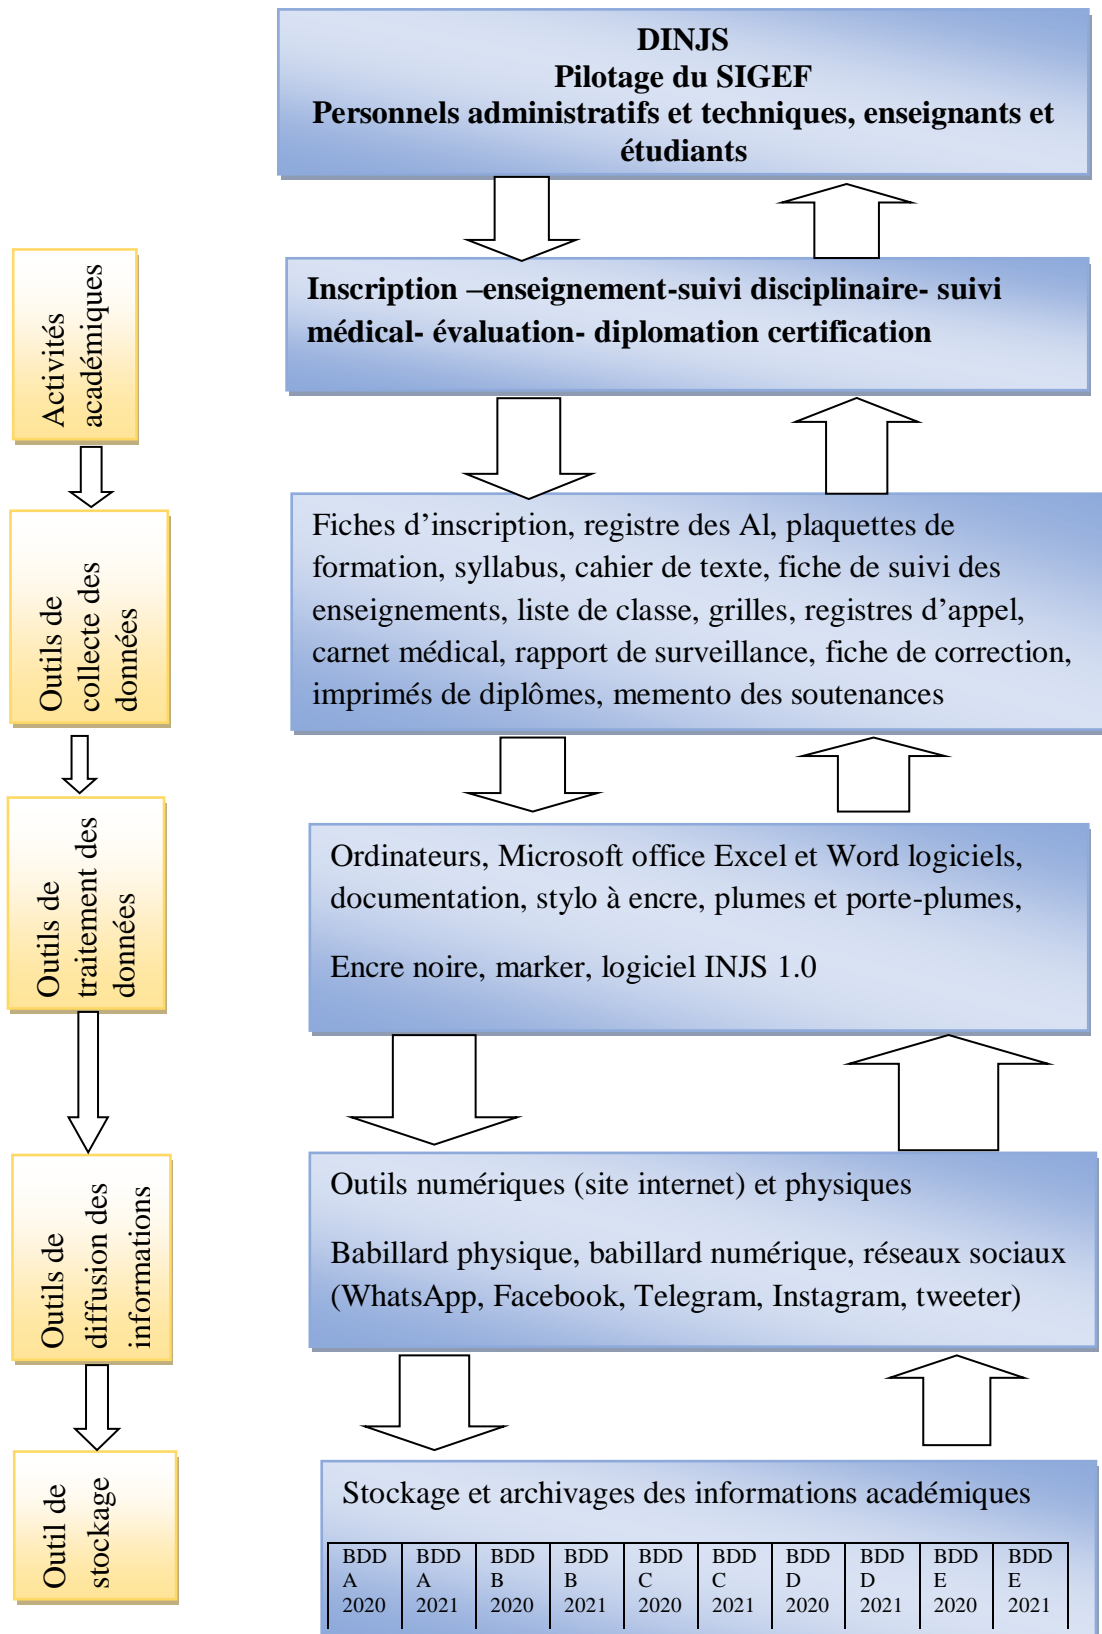 DINJS
Pilotage du SIGEF
Personnels administratifs et techniques, enseignants et
étudiants
Activités
académiques
Inscription –enseignement-suivi disciplinaire- suivi
médical- évaluation- diplomation certification
Outils de
collecte des
données
Fiches d’inscription, registre des Al, plaquettes de
formation, syllabus, cahier de texte, fiche de suivi des
enseignements, liste de classe, grilles, registres d’appel,
carnet médical, rapport de surveillance, fiche de correction,
imprimés de diplômes, memento des soutenances
Outils de
traitement des
données
Ordinateurs, Microsoft office Excel et Word logiciels,
documentation, stylo à encre, plumes et porte-plumes,
Encre noire, marker, logiciel INJS 1.0
Outils de
diffusion des
informations
Outils numériques (site internet) et physiques
Babillard physique, babillard numérique, réseaux sociaux
(WhatsApp, Facebook, Telegram, Instagram, tweeter)
Outil de
stockage
Stockage et archivages des informations académiques
BDD BDD BDD BDD BDD BDD BDD BDD BDD BDD
A A B B C C D D E E
2020 2021 2020 2021 2020 2021 2020 2021 2020 2021